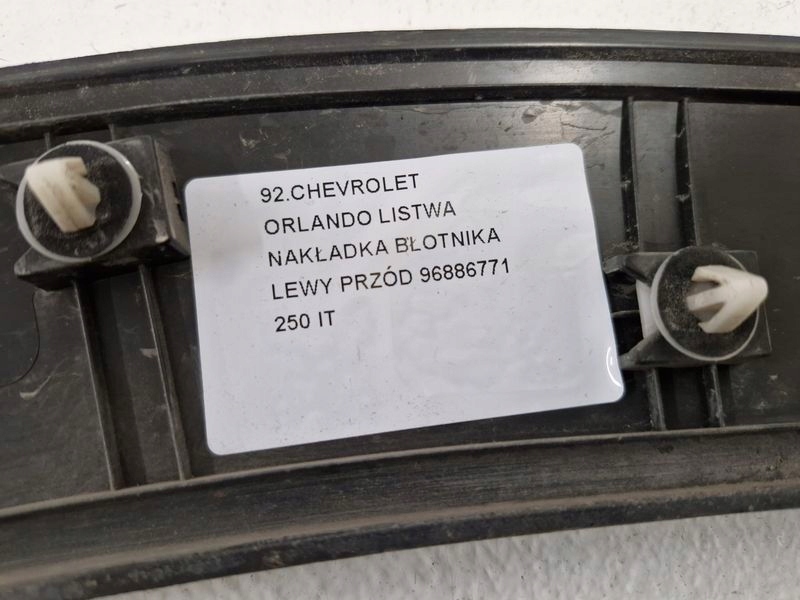 92.CHEVROLET
ORLANDO LISTWA
NAKŁADKA BŁOTNIKA
LEWY PRZÓD 96886771
250 IT